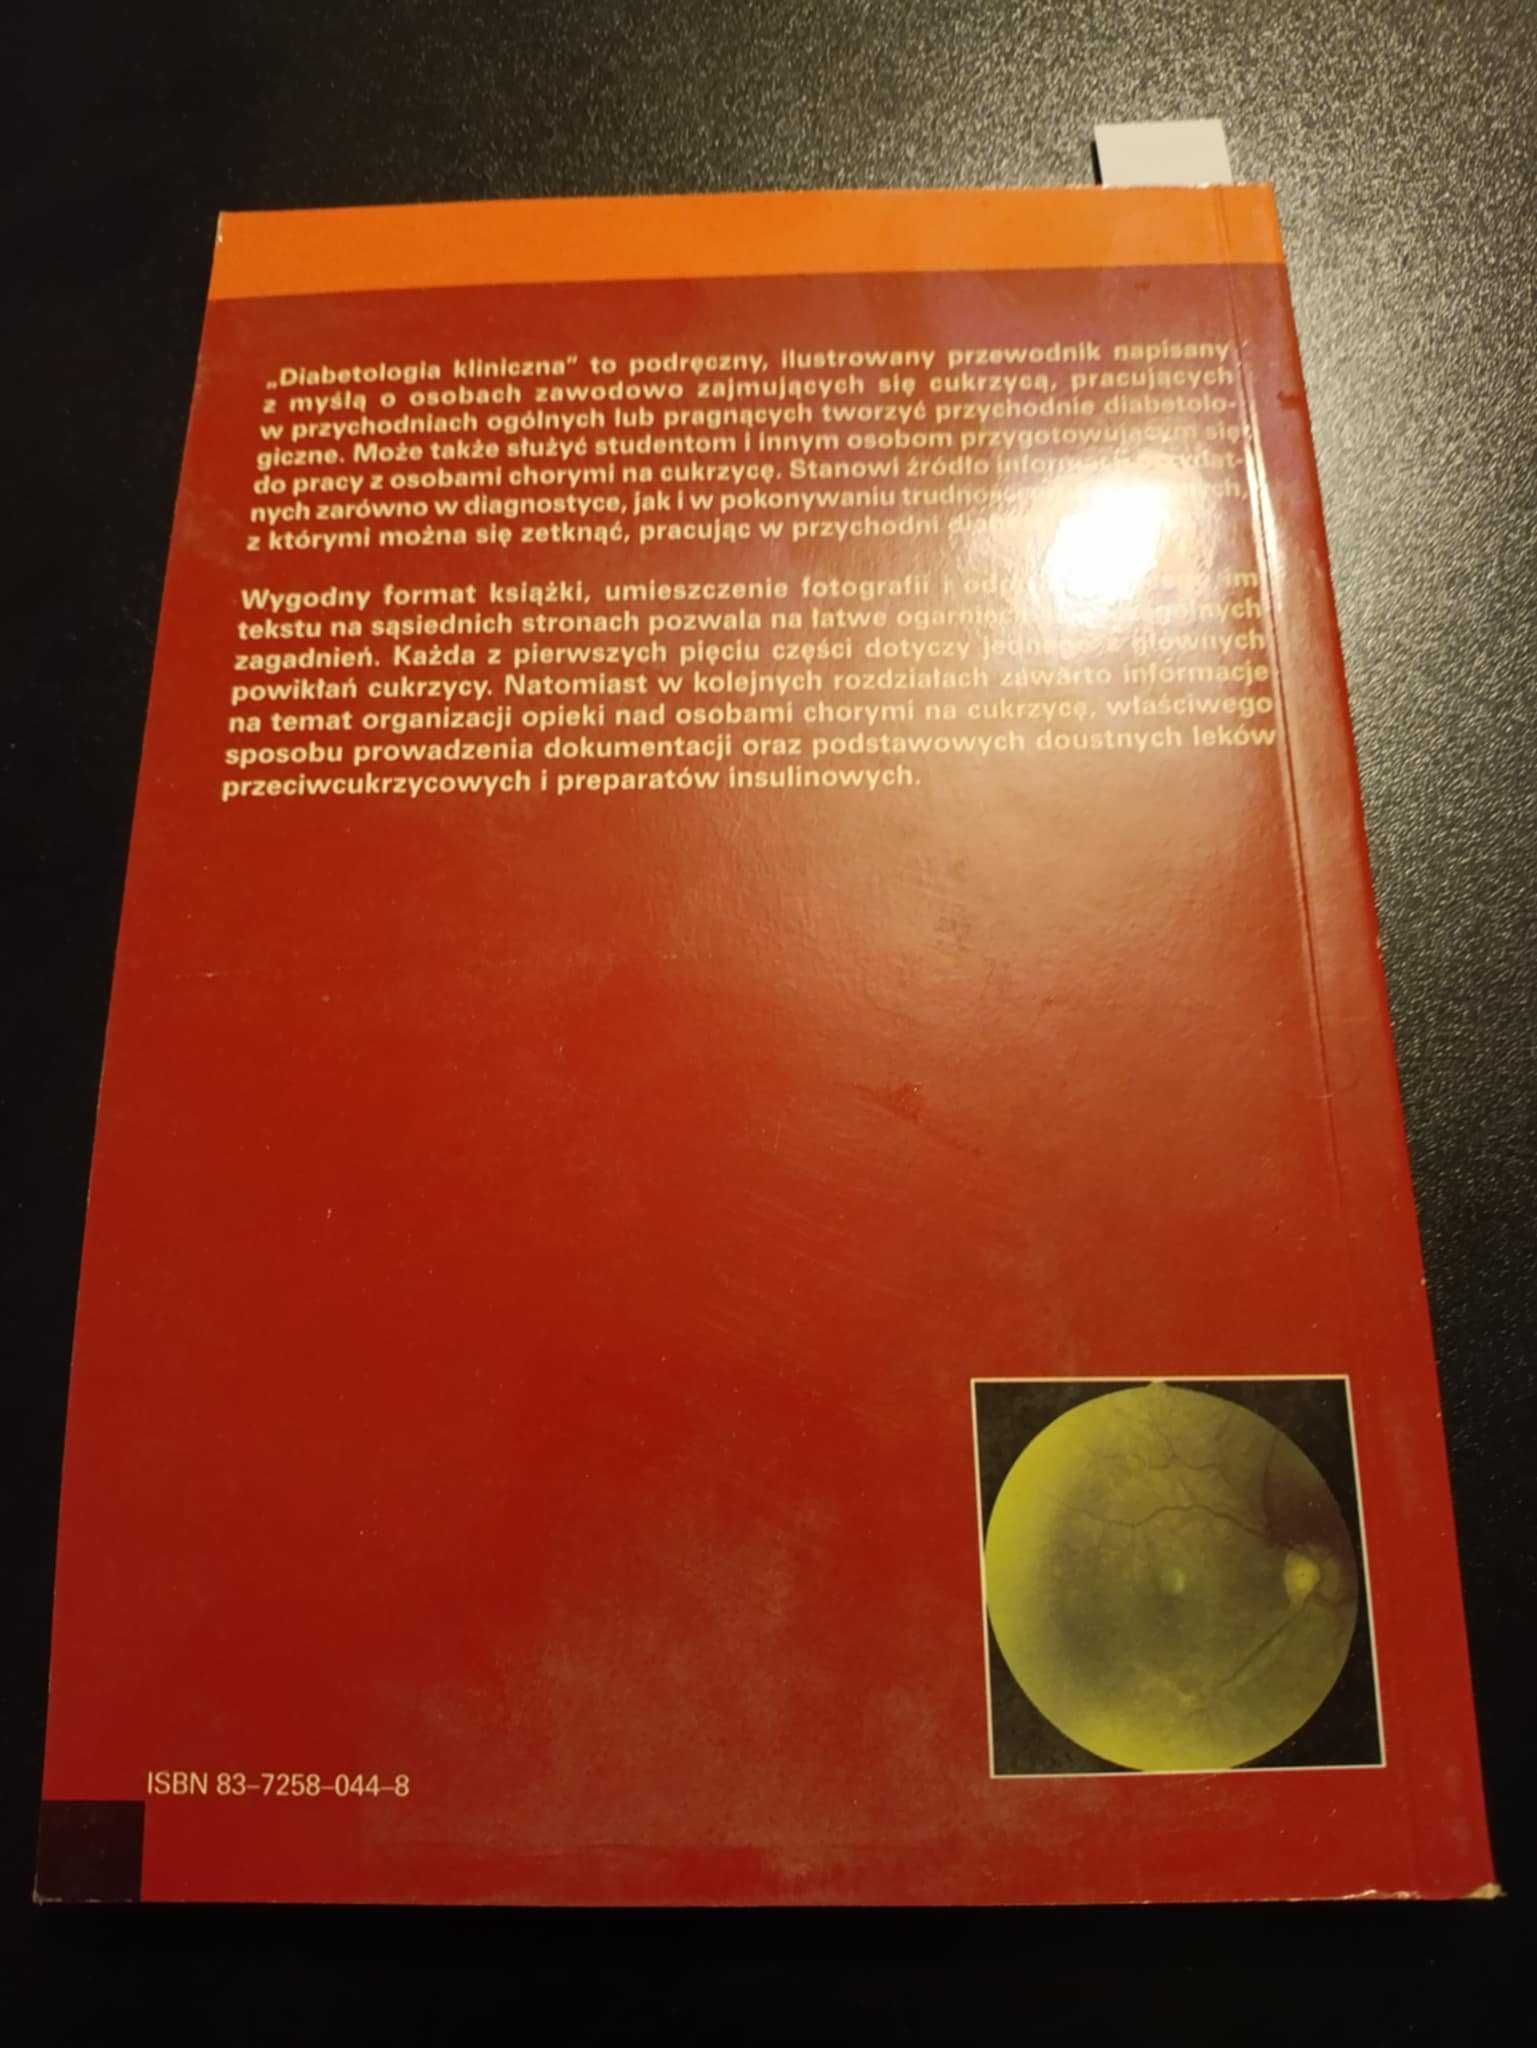 „Diabetologia kliniczna” to podręczny, ilustrowany przewodnik napisany
z myślą o osobach zawodowo zajmujących się cukrzycą, pracujących
w przychodniach ogólnych lub pragnących tworzyć przychodnie diabetolo-
giczne. Może także służyć studentom i innym osobom przygotowującym się
do pracy z osobami chorymi na cukrzycę. Stanowi źródło
nych zarówno w diagnostyce, jak i w pokonywaniu
z którymi można się zetknąć, pracując w przychodni
Wygodny format książki, umieszczenie fotografii i im
tekstu na sąsiednich stronach pozwala na łatwe
zagadnień. Każda z pierwszych pięciu części dotyczy jednego z głównych
powikłań cukrzycy. Natomiast w kolejnych rozdziałach zawarto informacje
na temat organizacji opieki nad osobami chorymi na cukrzycę, właściwego
sposobu prowadzenia dokumentacji oraz podstawowych doustnych leków
przeciwcukrzycowych i preparatów insulinowych.
ISBN 83–7258–044–8